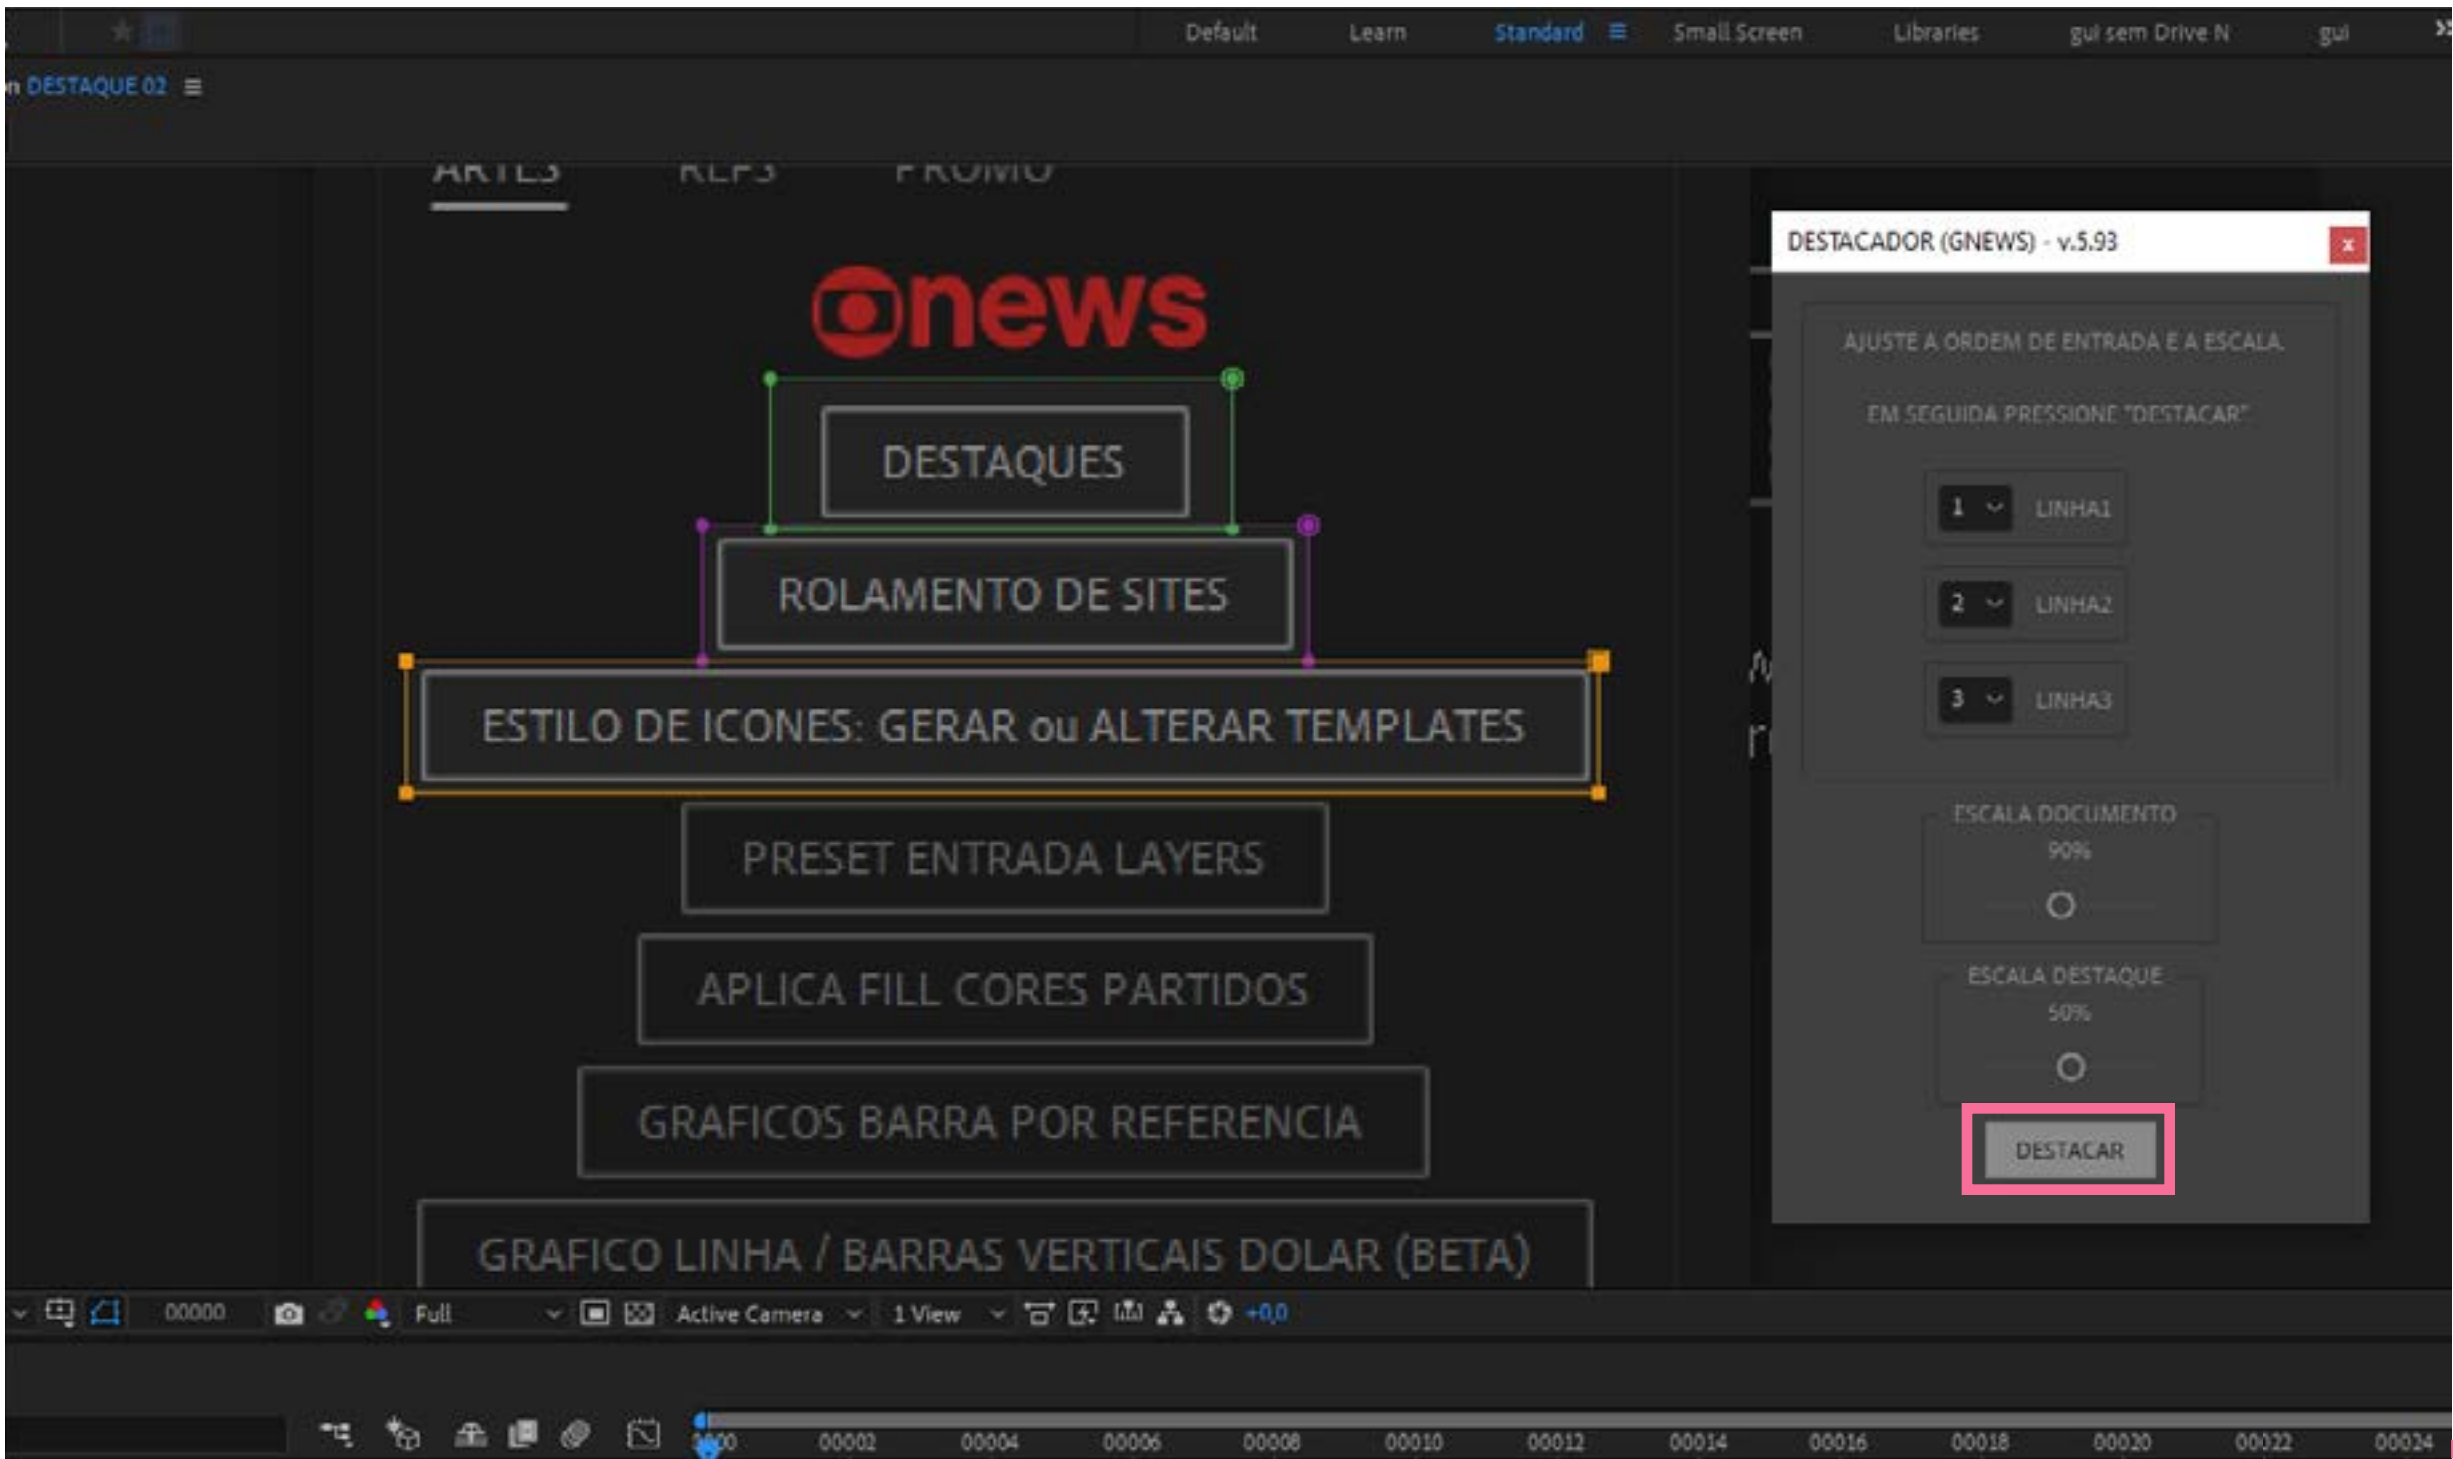 Default Learn Standard Small Screen Libraries gui sem Drive N gui
DESTAQUE 02
ARTES REFS PROMO
news
DESTAQUES
ROLAMENTO DE SITES
ESTILO DE ICONES: GERAR ou ALTERAR TEMPLATES
PRESET ENTRADA LAYERS
APLICA FILL CORES PARTIDOS
GRAFICOS BARRA POR REFERENCIA
GRAFICO LINHA / BARRAS VERTICAIS DOLAR (BETA)
DESTACADOR (GNEWS) - v.5.93
x
AJUSTE A ORDEM DE ENTRADA E A ESCALA.
EM SEGUIDA PRESSIONE "DESTACAR"
1 LINHA1
2 LINHA2
3 LINHA3
ESCALA DOCUMENTO
90%
ESCALA DESTAQUE
50%
DESTACAR
00000 Full Active Camera 1 View +0,0
00002 00004 00006 00008 00010 00012 00014 00016 00018 00020 00022 00024